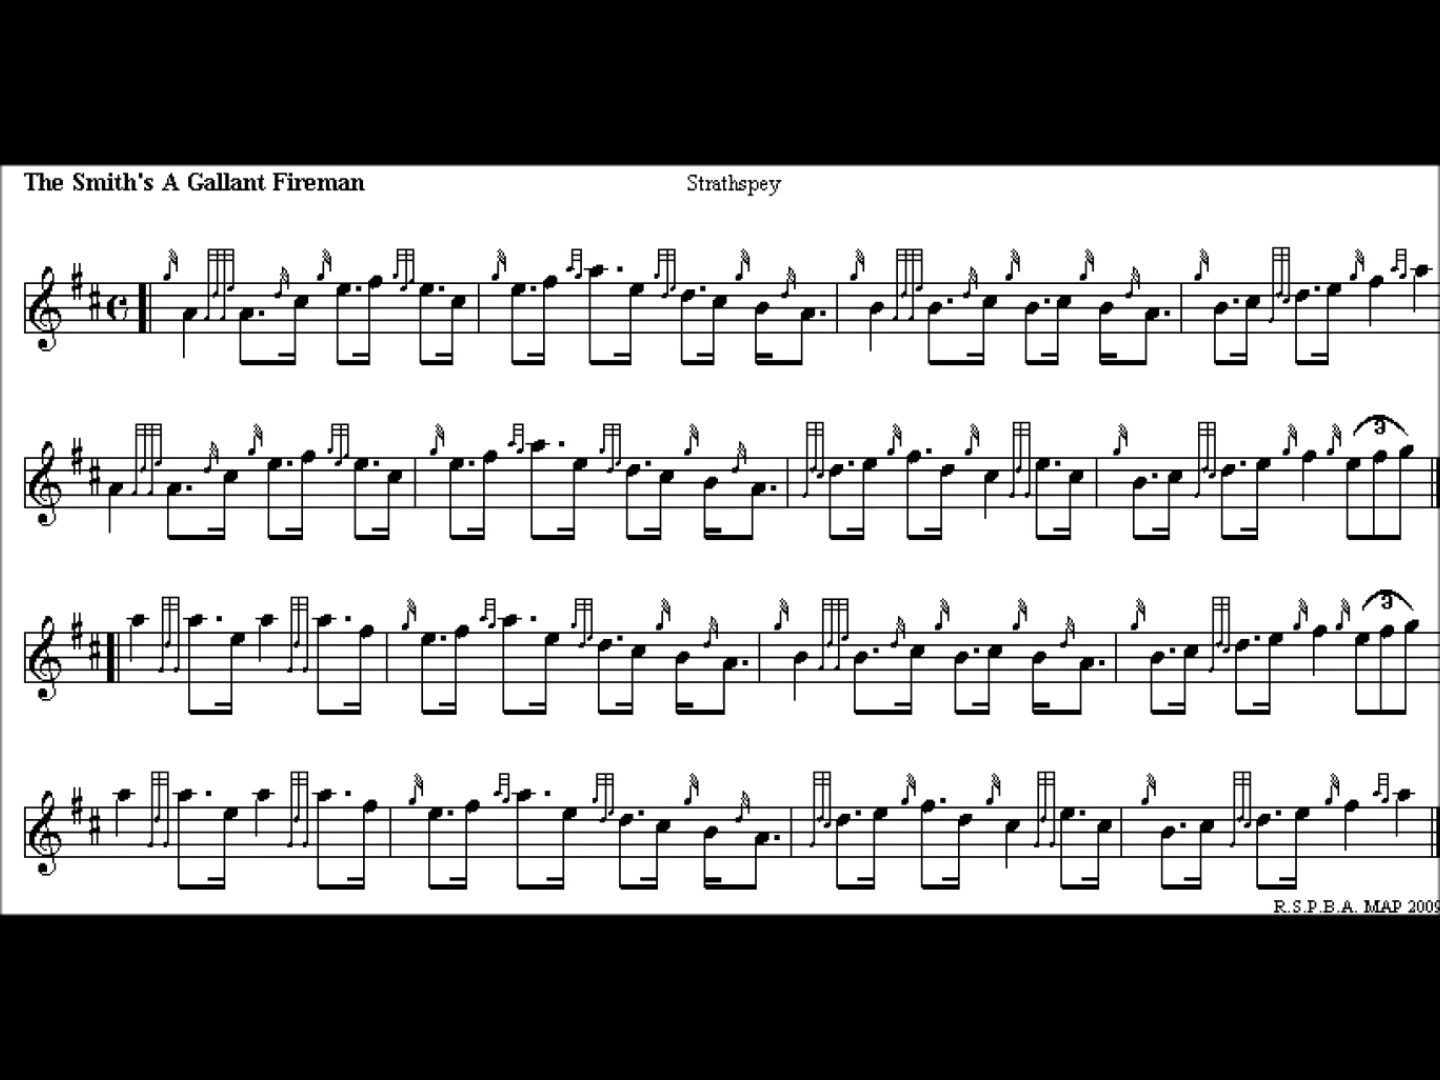 The Smith's A Gallant Fireman
Strathspey
3
3
R.S.P.B.A. MAP 2009